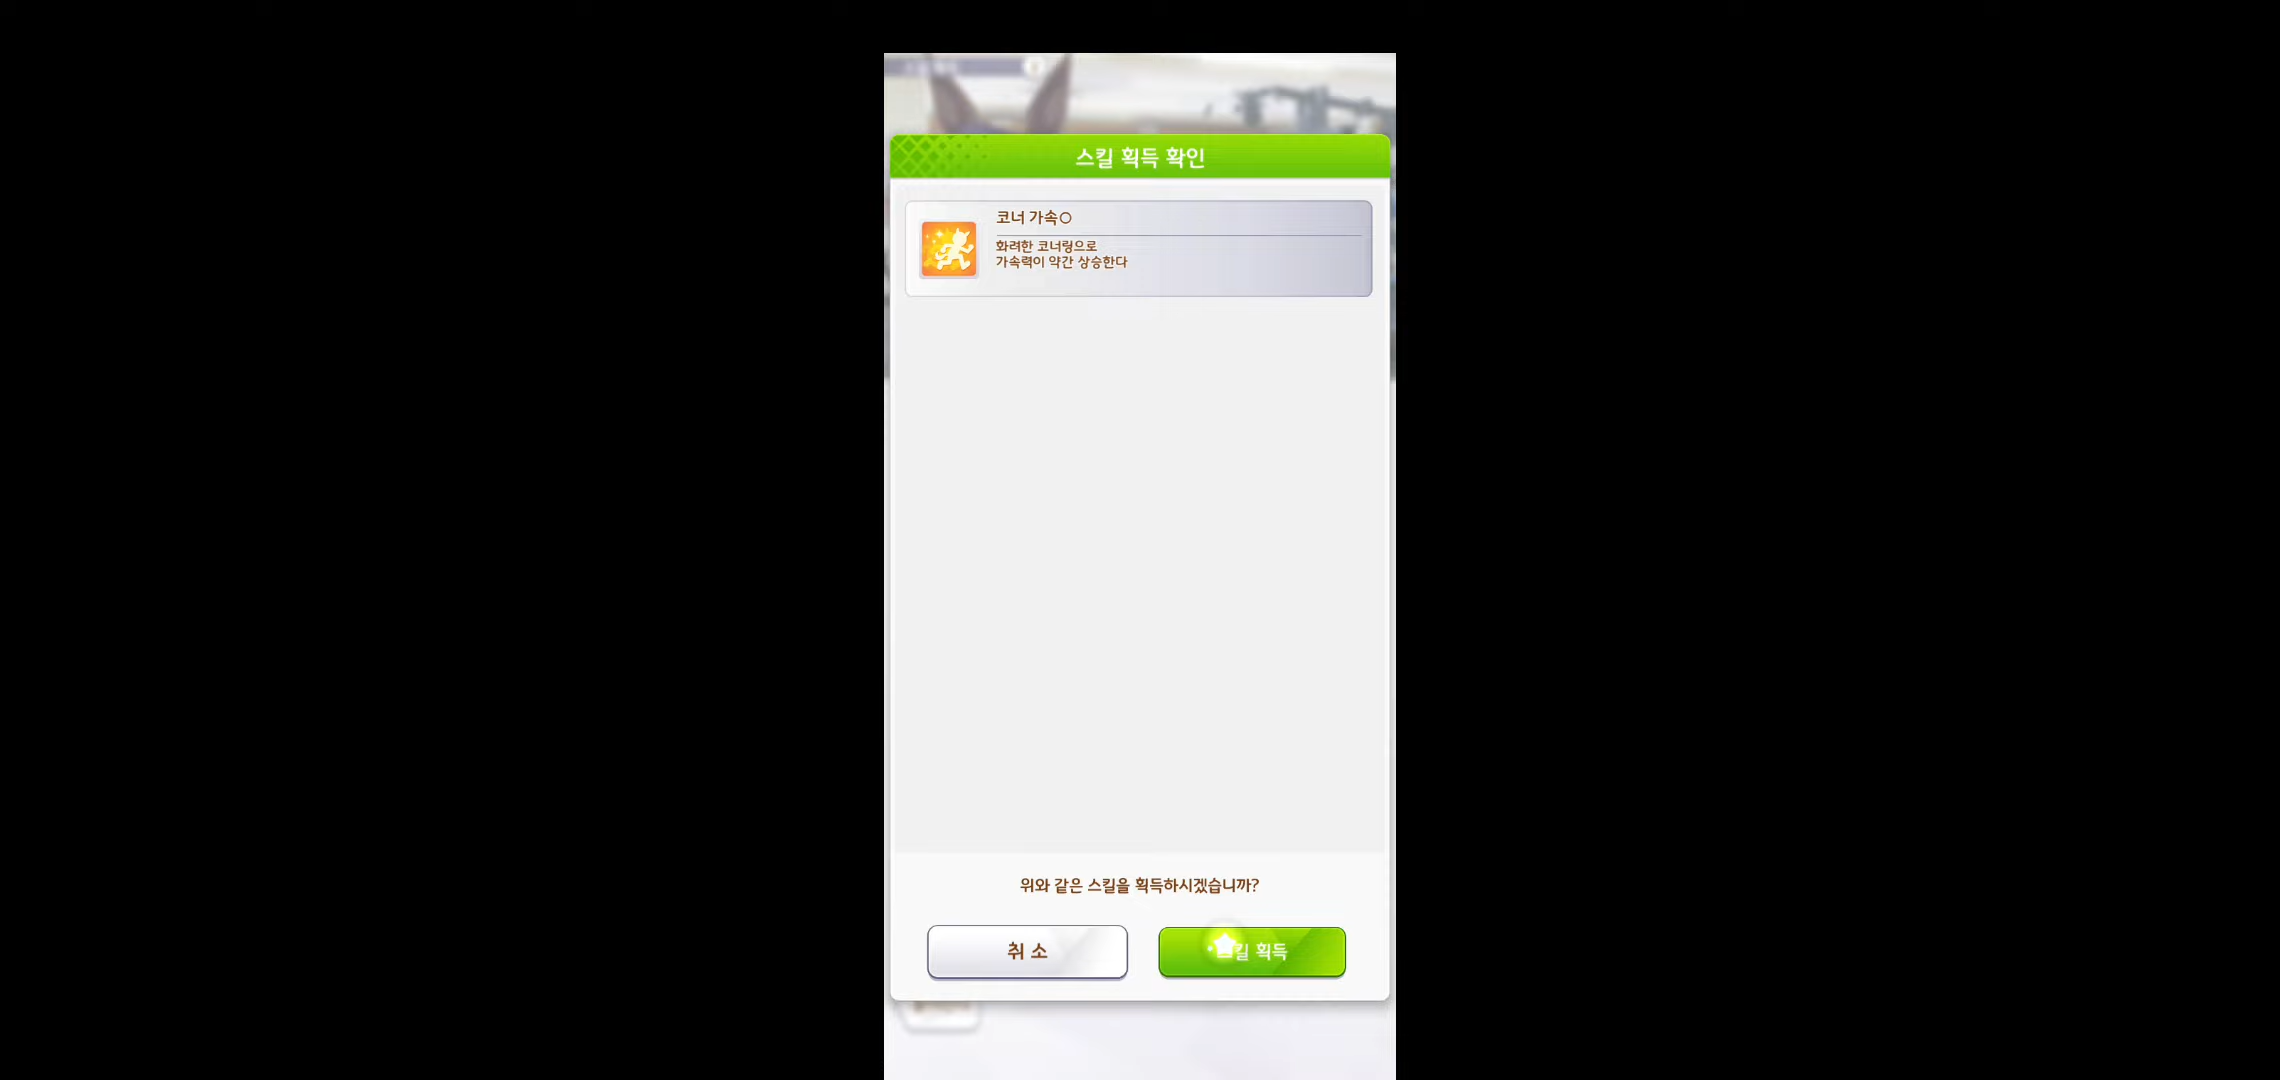 스킬 획득 확인
코너 가속○
화려한 코너링으로
가속력이 약간 상승한다
위와 같은 스킬을 획득하시겠습니까?
취 소
획득